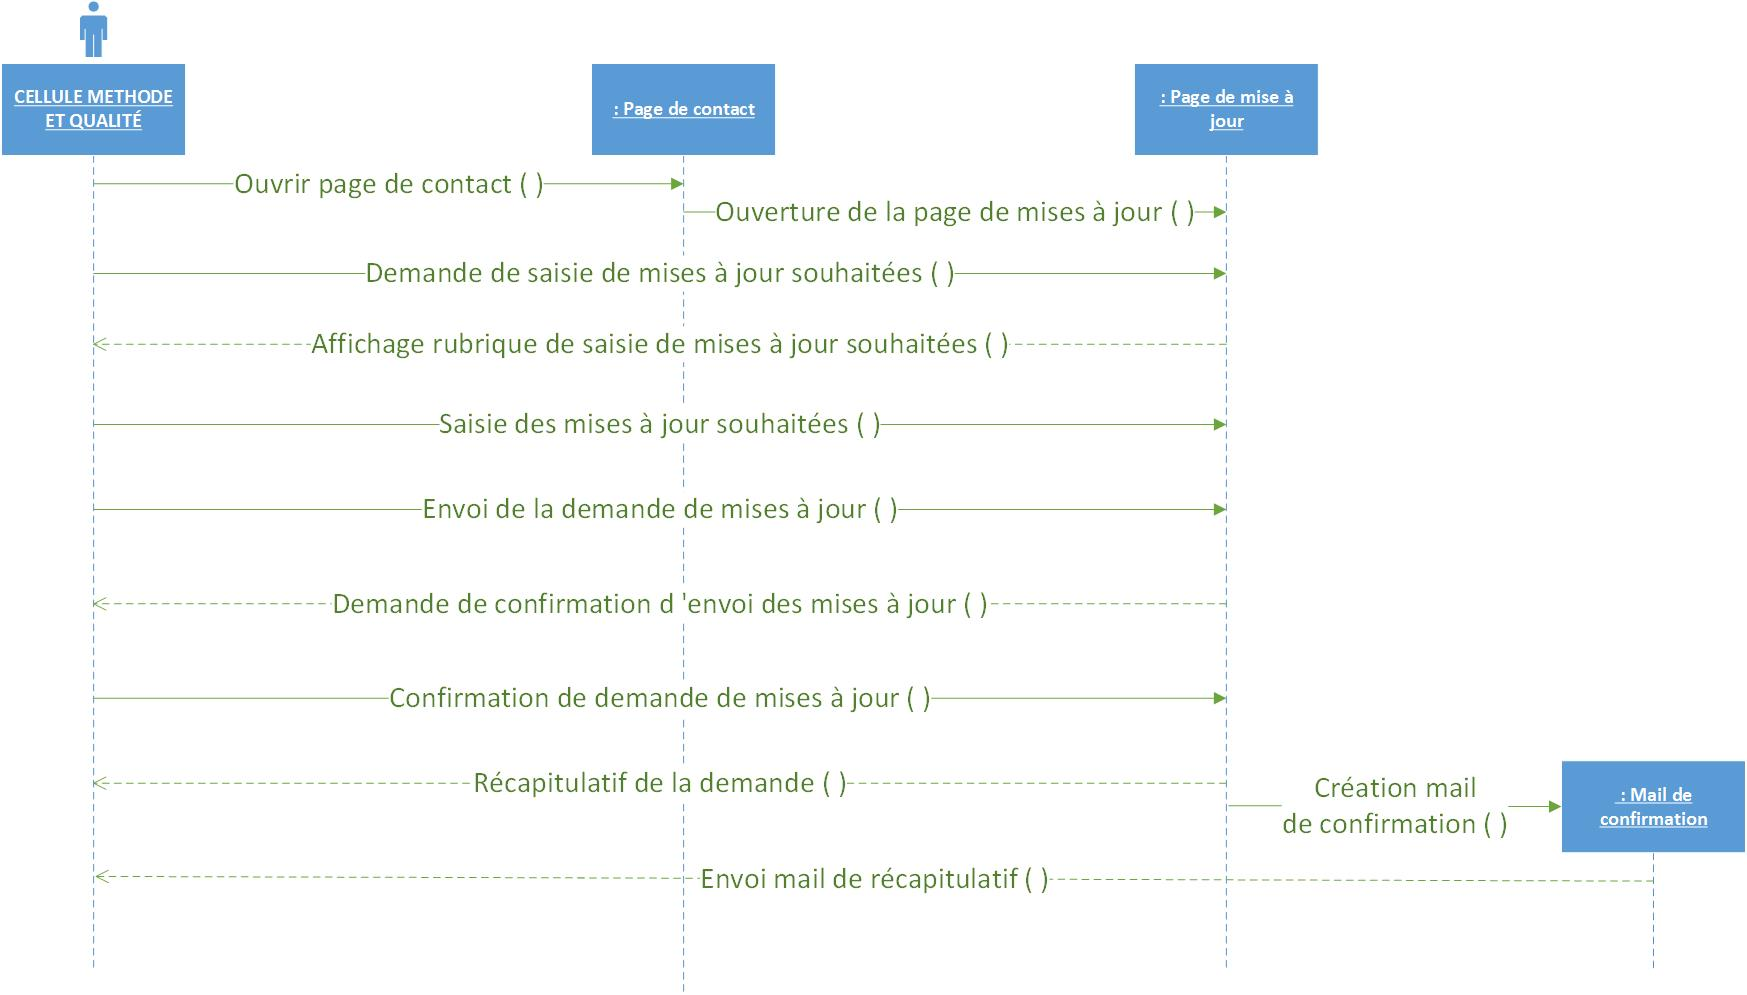 CELLULE METHODE
ET QUALITÉ
: Page de contact
: Page de mise à
jour
Ouvrir page de contact ( )
Ouverture de la page de mises à jour ( )
Demande de saisie de mises à jour souhaitées ( )
Affichage rubrique de saisie de mises à jour souhaitées ( )
Saisie des mises à jour souhaitées ( )
Envoi de la demande de mises à jour ( )
Demande de confirmation d 'envoi des mises à jour ( )
Confirmation de demande de mises à jour ( )
Récapitulatif de la demande ( )
Création mail
de confirmation ( )
: Mail de
confirmation
Envoi mail de récapitulatif ( )